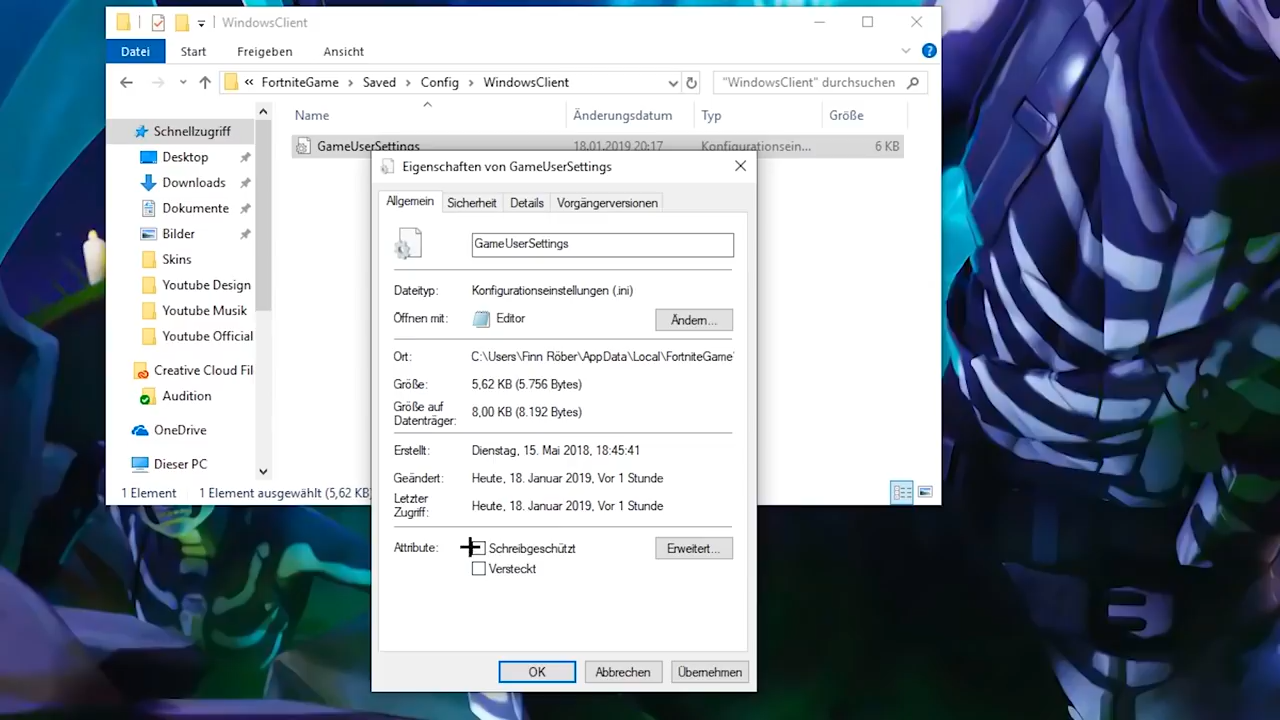 WindowsClient
Datei Start Freigeben Ansicht
« FortniteGame > Saved > Config > WindowsClient "WindowsClient" durchsuchen
Name Änderungsdatum Typ Größe
GameUserSettings 18.01.2019 20:17 Konfigurationsein... 6 KB
Schnellzugriff
Desktop
Downloads
Dokumente
Bilder
Skins
Youtube Design
Youtube Musik
Youtube Official
Creative Cloud Fil
Audition
OneDrive
Dieser PC
1 Element 1 Element ausgewählt (5,62 KB
Eigenschaften von GameUserSettings
Allgemein Sicherheit Details Vorgängerversionen
GameUserSettings
Dateityp: Konfigurationseinstellungen (.ini)
Öffnen mit: Editor Ändern...
Ort: C:\Users\Finn Röber\AppData\Local\FortniteGame
Größe: 5,62 KB (5.756 Bytes)
Größe auf
Datenträger: 8,00 KB (8.192 Bytes)
Erstellt: Dienstag, 15. Mai 2018, 18:45:41
Geändert: Heute, 18. Januar 2019, Vor 1 Stunde
Letzter
Zugriff: Heute, 18. Januar 2019, Vor 1 Stunde
Attribute: Schreibgeschützt Erweitert...
Versteckt
OK Abbrechen Übernehmen